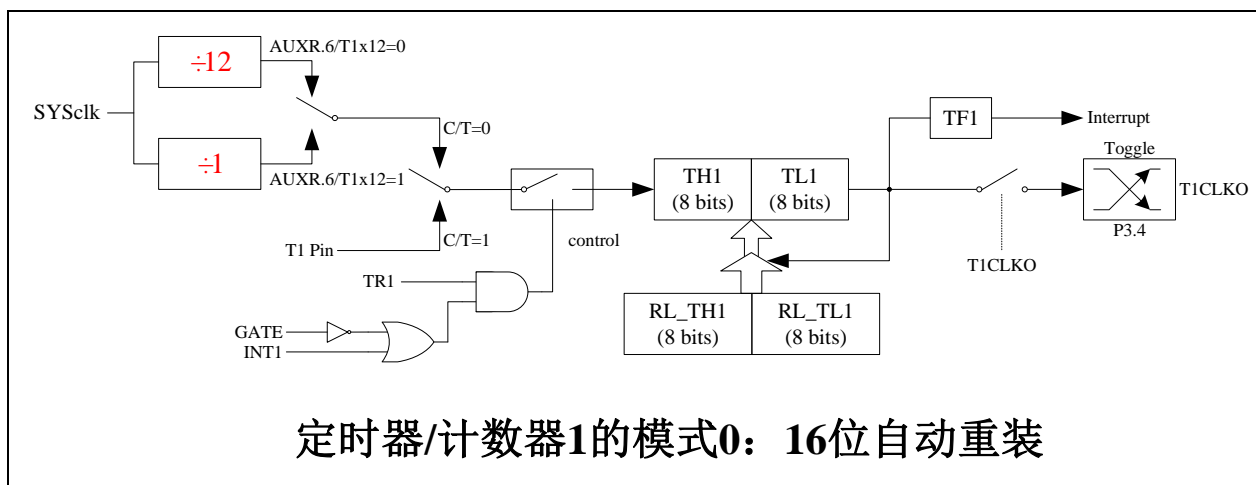 ÷12
AUXR.6/T1x12=0
SYSclk
÷1
AUXR.6/T1x12=1
C/T=0
T1 Pin
C/T=1
control
TR1
GATE
INT1
TH1
(8 bits)
TL1
(8 bits)
RL_TH1
(8 bits)
RL_TL1
(8 bits)
TF1
Interrupt
Toggle
T1CLKO
P3.4
T1CLKO
定时器/计数器1的模式0：16位自动重装